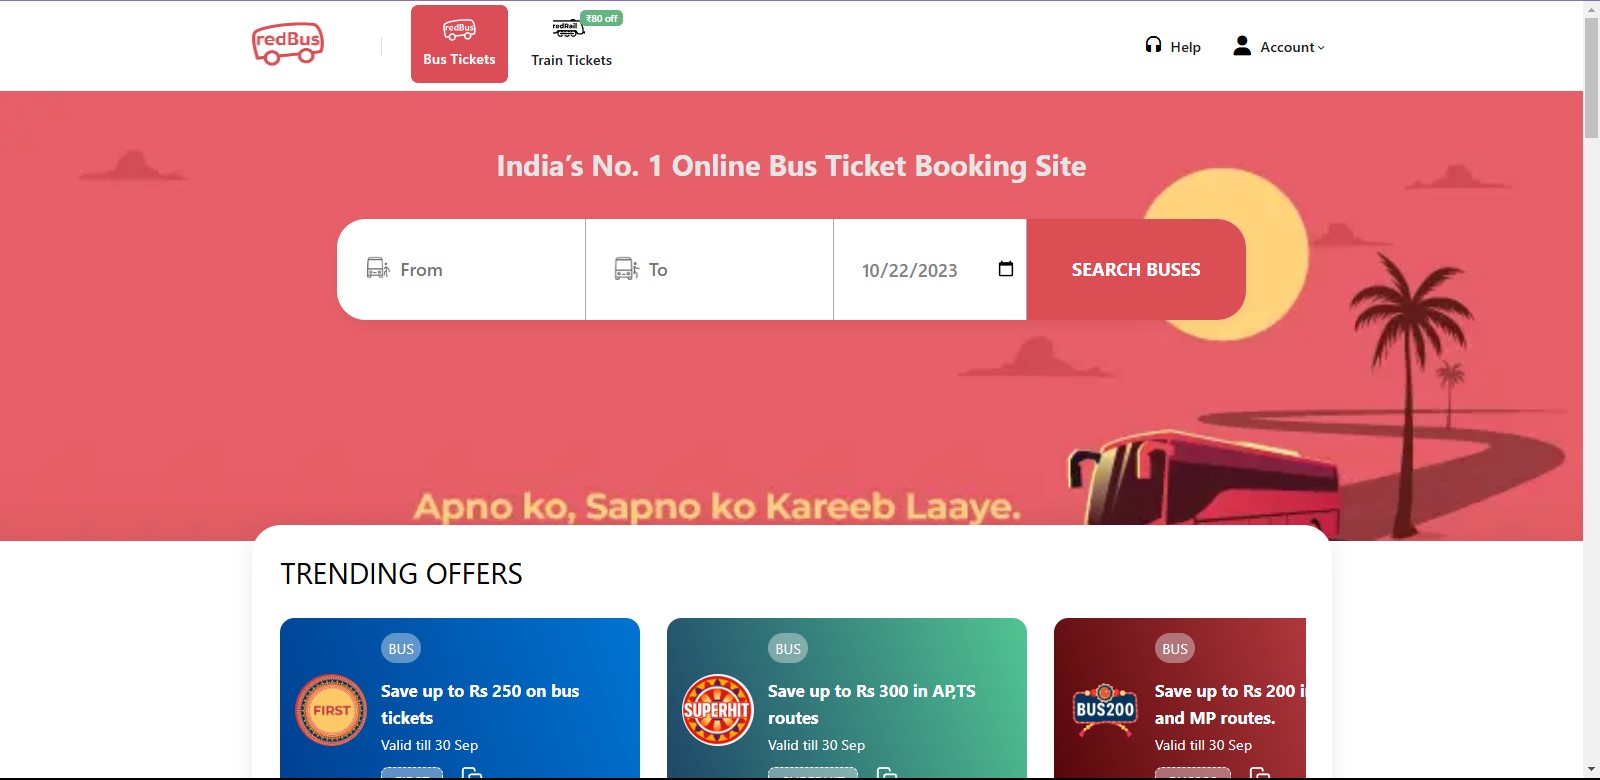 redBus
redBus
Bus Tickets
redRail
₹80 off
Train Tickets
Help
Account
India’s No. 1 Online Bus Ticket Booking Site
From
To
10/22/2023
SEARCH BUSES
Apno ko, Sapno ko Kareeb Laaye.
TRENDING OFFERS
BUS
FIRST
Save up to Rs 250 on bus
tickets
Valid till 30 Sep
BUS
SUPERHIT
Save up to Rs 300 in AP,TS
routes
Valid till 30 Sep
BUS
BUS200
Save up to Rs 200 i
and MP routes.
Valid till 30 Sep